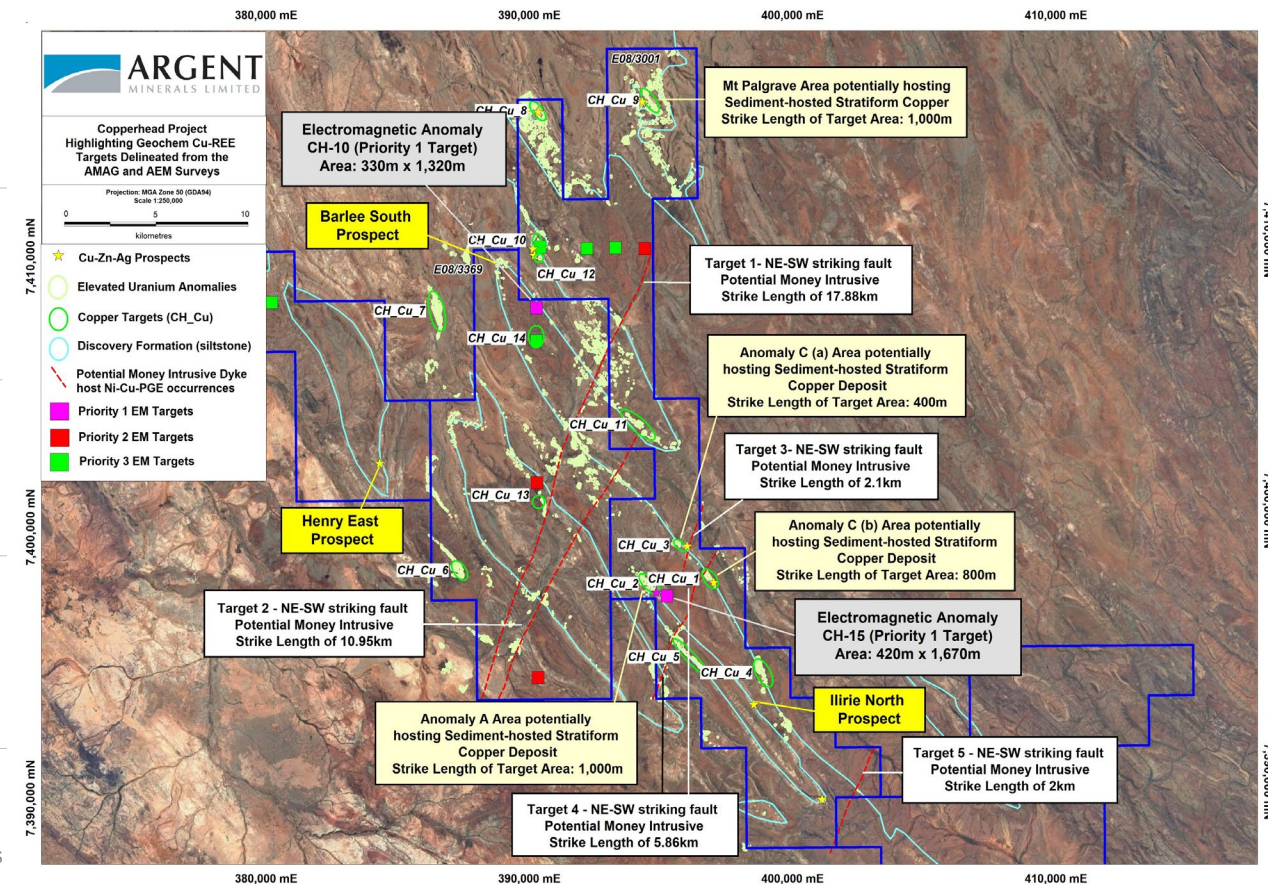 380,000 mE
390,000 mE
400,000 mE
410,000 mE
ARGENT
MINERALS LIMITED
Copperhead Project
Highlighting Geochem Cu-REE
Targets Delineated from the
AMAG and AEM Surveys
Projection: MGA Zone 50 (GDA94)
Scale 1:250,000
0 5 10
kilometres
Cu-Zn-Ag Prospects
Elevated Uranium Anomalies
Copper Targets (CH_Cu)
Discovery Formation (siltstone)
Potential Money Intrusive Dyke
host Ni-Cu-PGE occurrences
Priority 1 EM Targets
Priority 2 EM Targets
Priority 3 EM Targets
E08/3001
CH_Cu_9
CH_Cu_8
Mt Palgrave Area potentially hosting
Sediment-hosted Stratiform Copper
Strike Length of Target Area: 1,000m
Electromagnetic Anomaly
CH-10 (Priority 1 Target)
Area: 330m x 1,320m
Barlee South
Prospect
CH_Cu_10
CH_Cu_12
E08/3369
Target 1- NE-SW striking fault
Potential Money Intrusive
Strike Length of 17.88km
CH_Cu_7
CH_Cu_14
Anomaly C (a) Area potentially
hosting Sediment-hosted Stratiform
Copper Deposit
Strike Length of Target Area: 400m
CH_Cu_11
Target 3- NE-SW striking fault
Potential Money Intrusive
Strike Length of 2.1km
CH_Cu_13
Henry East
Prospect
Anomaly C (b) Area potentially
hosting Sediment-hosted Stratiform
Copper Deposit
Strike Length of Target Area: 800m
CH_Cu_3
CH_Cu_6
CH_Cu_2
CH_Cu_1
Target 2 - NE-SW striking fault
Potential Money Intrusive
Strike Length of 10.95km
Electromagnetic Anomaly
CH-15 (Priority 1 Target)
Area: 420m x 1,670m
CH_Cu_5
CH_Cu_4
Ilirie North
Prospect
Anomaly A Area potentially
hosting Sediment-hosted Stratiform
Copper Deposit
Strike Length of Target Area: 1,000m
Target 5 - NE-SW striking fault
Potential Money Intrusive
Strike Length of 2km
Target 4 - NE-SW striking fault
Potential Money Intrusive
Strike Length of 5.86km
7,410,000 mN
7,400,000 mN
7,390,000 mN
380,000 mE
390,000 mE
400,000 mE
410,000 mE